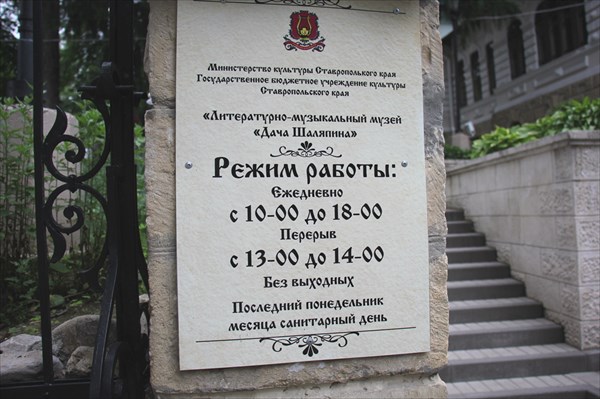 Министерство культуры Ставропольского края
Государственное бюджетное учреждение культуры
Ставропольского края
«Литературно-музыкальный музей
«Дача Шаляпина»
Режим работы:
Ежедневно
с 10-00 до 18-00
Перерыв
с 13-00 до 14-00
Без выходных
Последний понедельник
месяца санитарный день